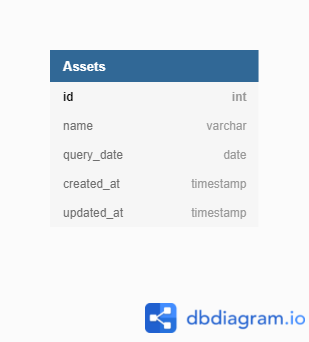 Assets
id int
name varchar
query_date date
created_at timestamp
updated_at timestamp
dbdiagram.io